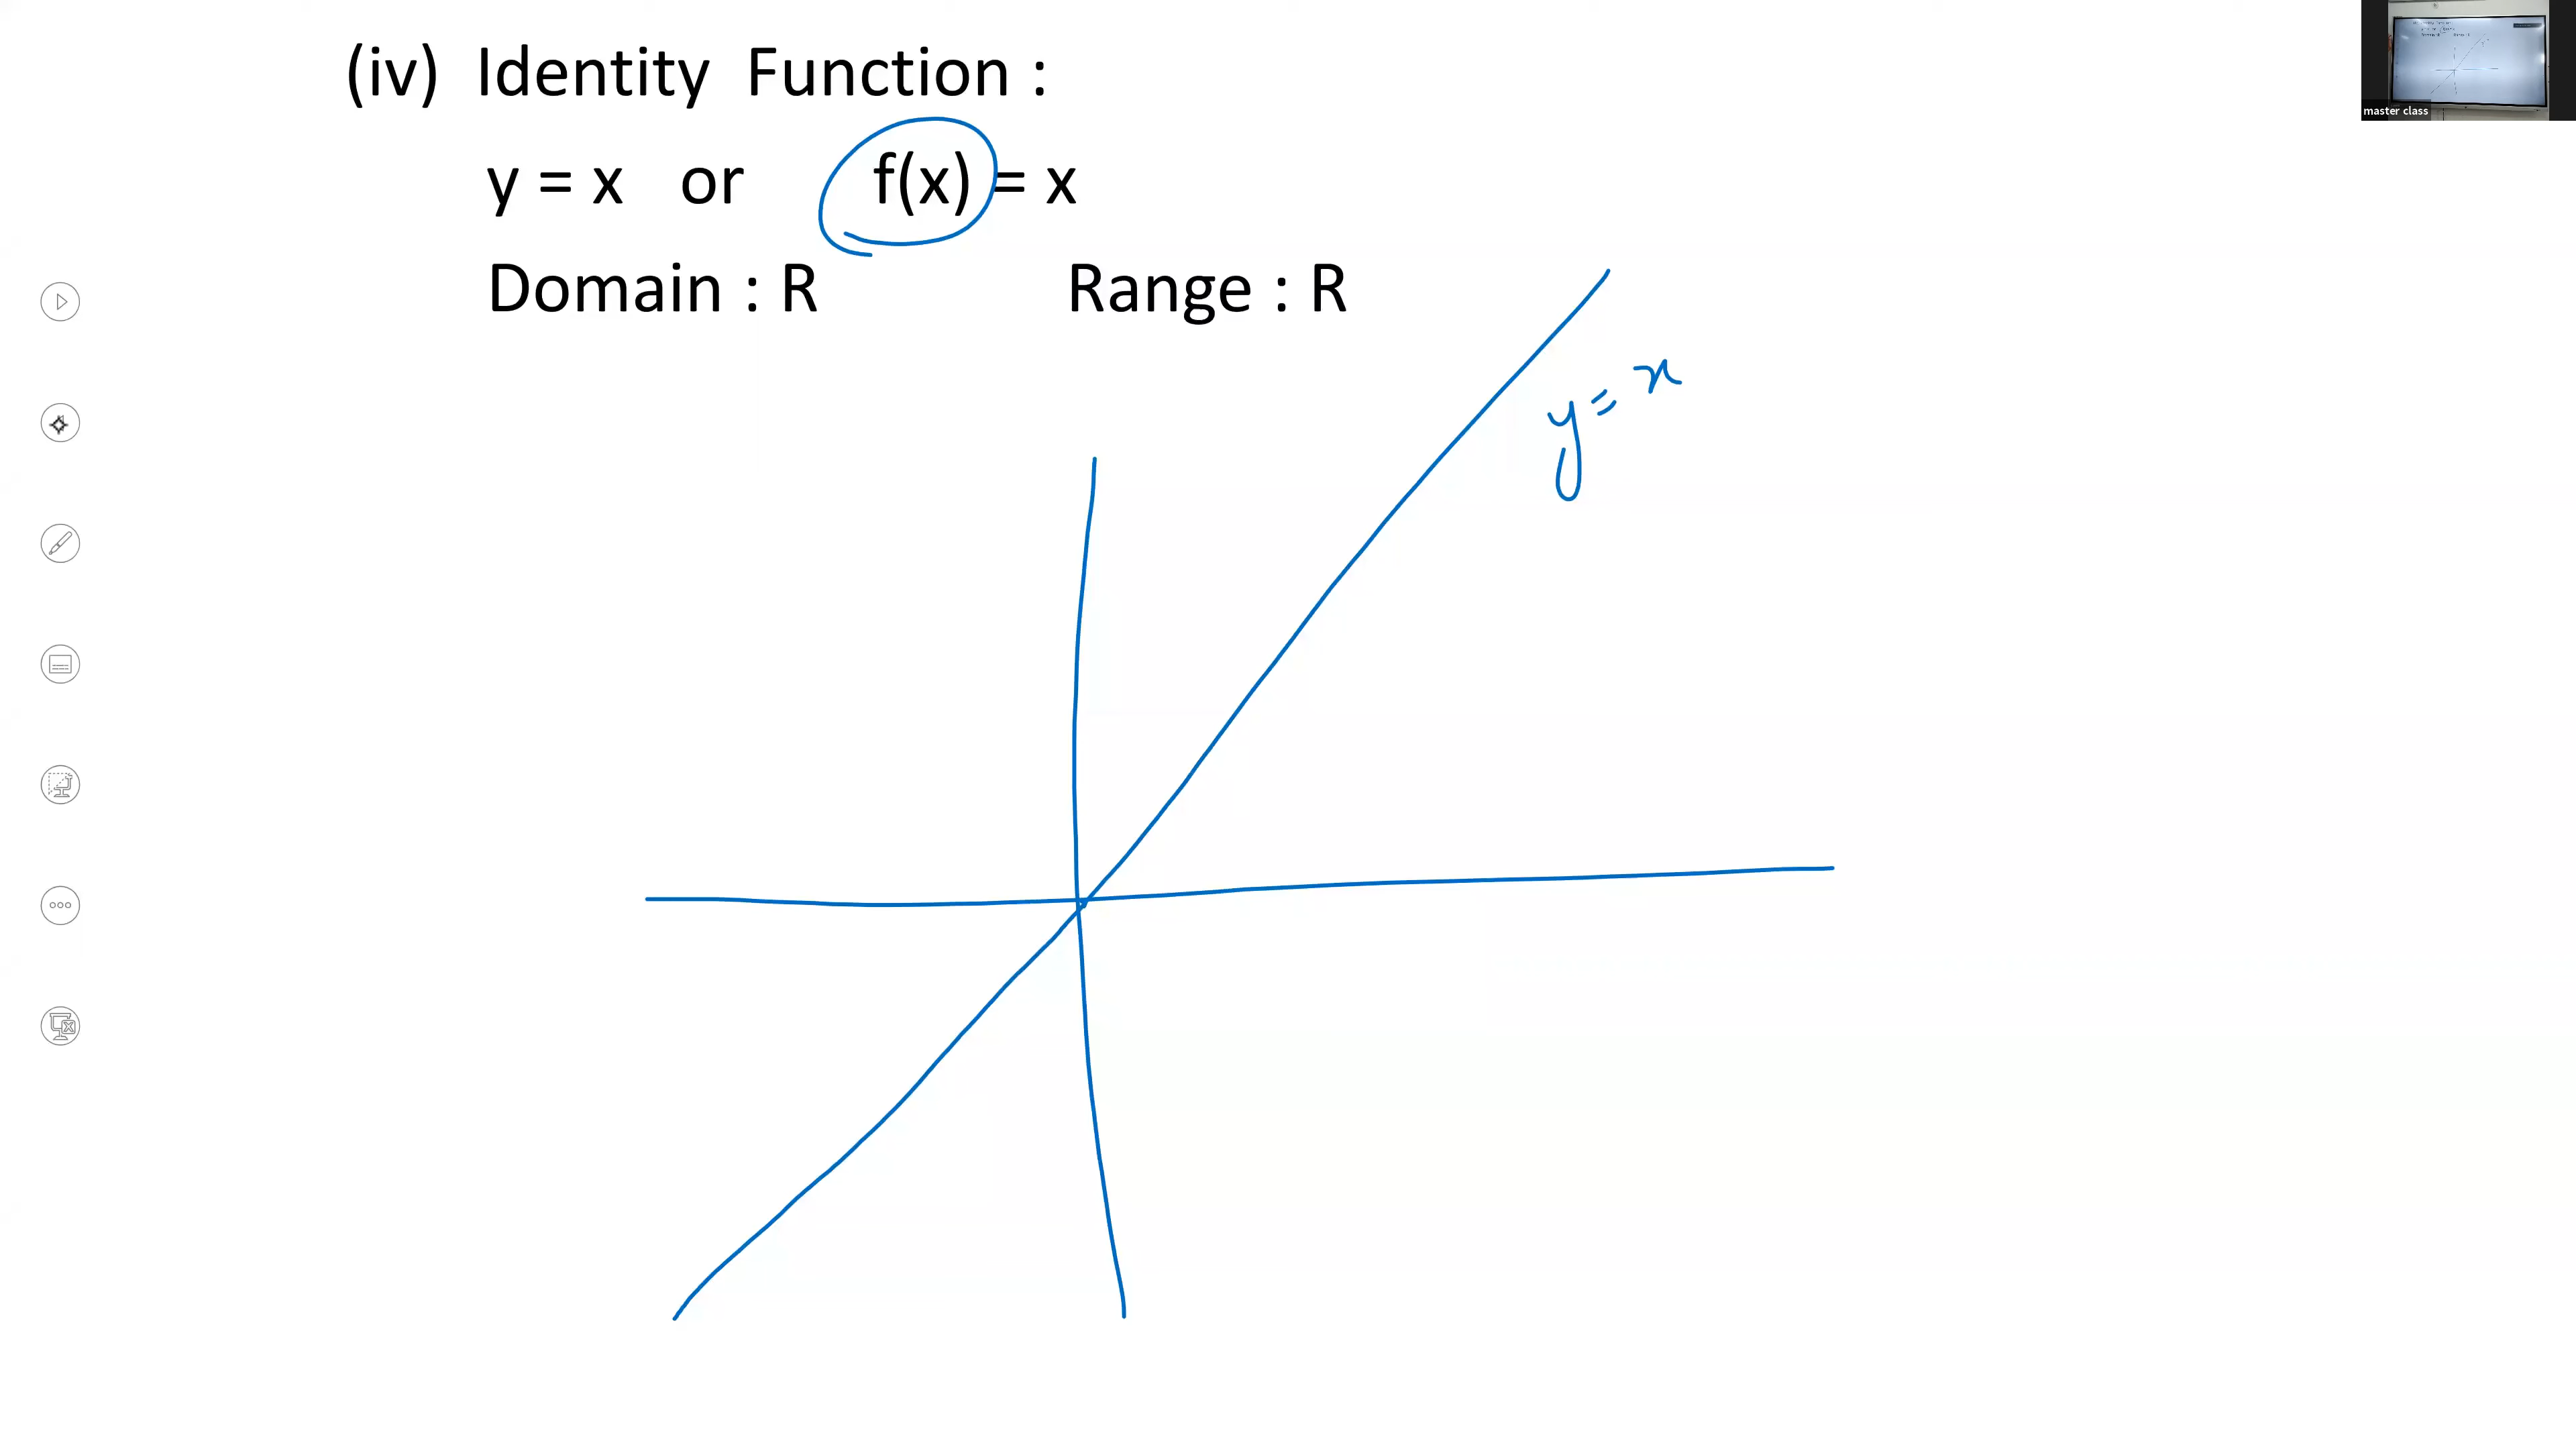 (iv) Identity Function :
y = x or f(x) = x
Domain : R Range : R
y = x
master class